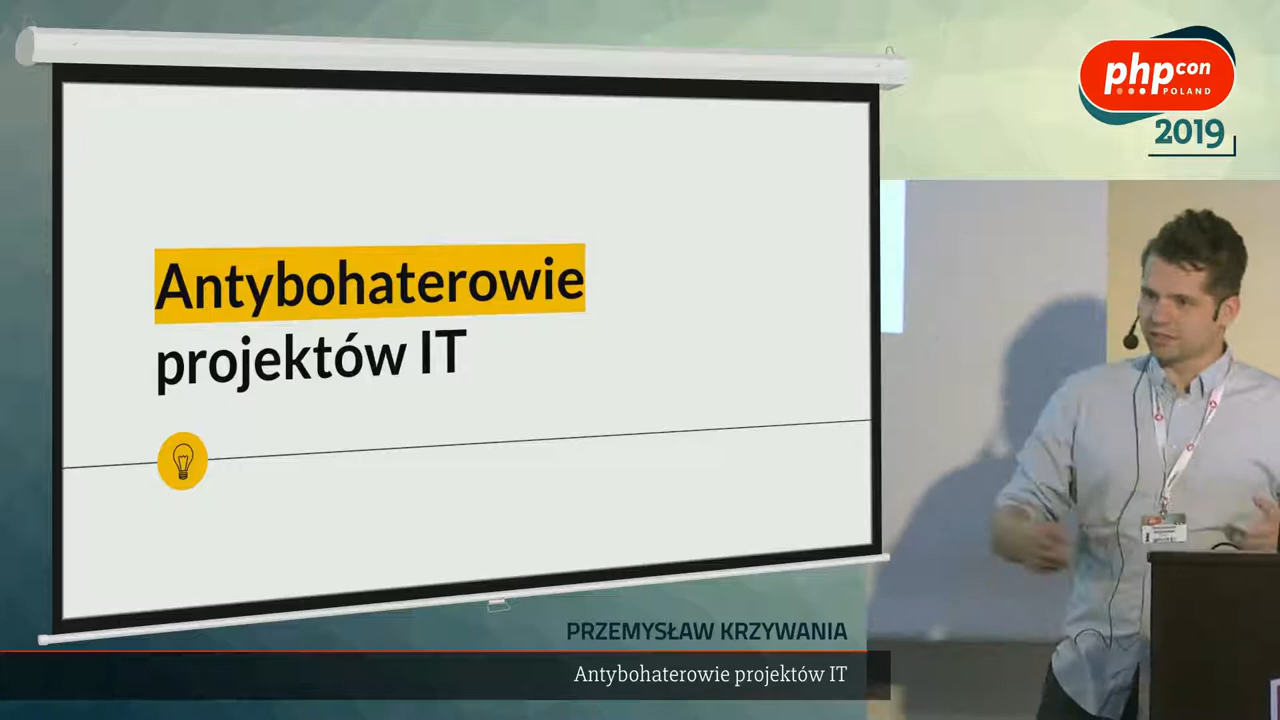 Antybohaterowie
projektów IT
php con
POLAND
2019
PRZEMYSŁAW KRZYWANIA
Antybohaterowie projektów IT